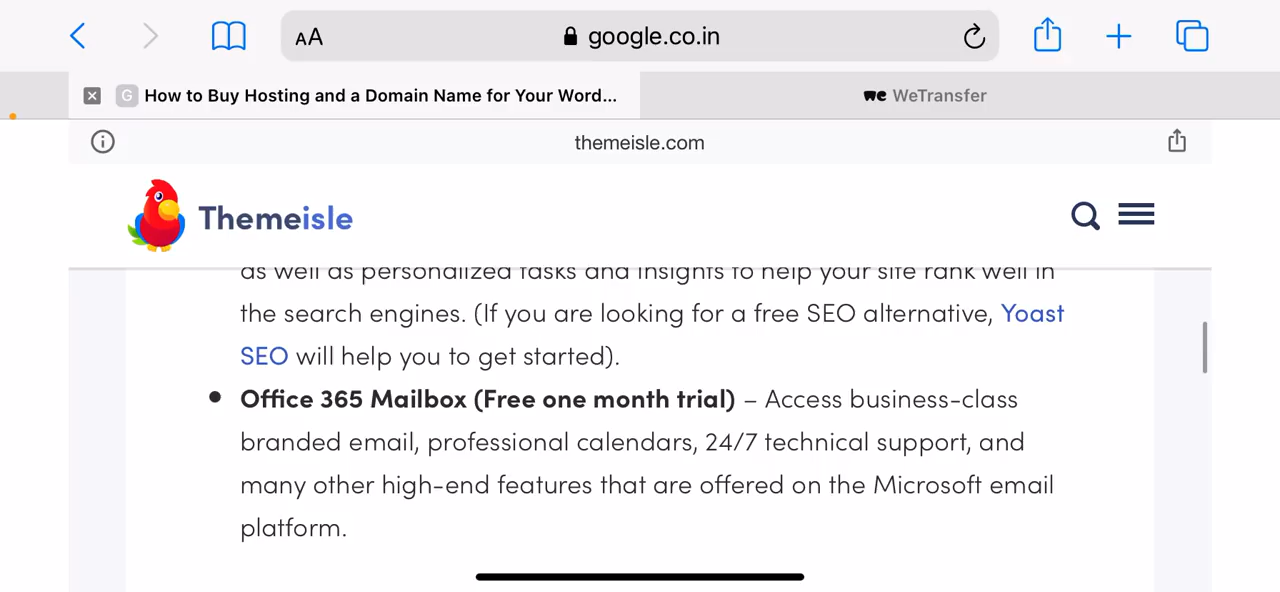 AA google.co.in
G How to Buy Hosting and a Domain Name for Your Word... WeTransfer
themeisle.com
Themeisle
as well as personalized tasks and insights to help your site rank well in
the search engines. (If you are looking for a free SEO alternative, Yoast
SEO will help you to get started).
• Office 365 Mailbox (Free one month trial) – Access business-class
branded email, professional calendars, 24/7 technical support, and
many other high-end features that are offered on the Microsoft email
platform.